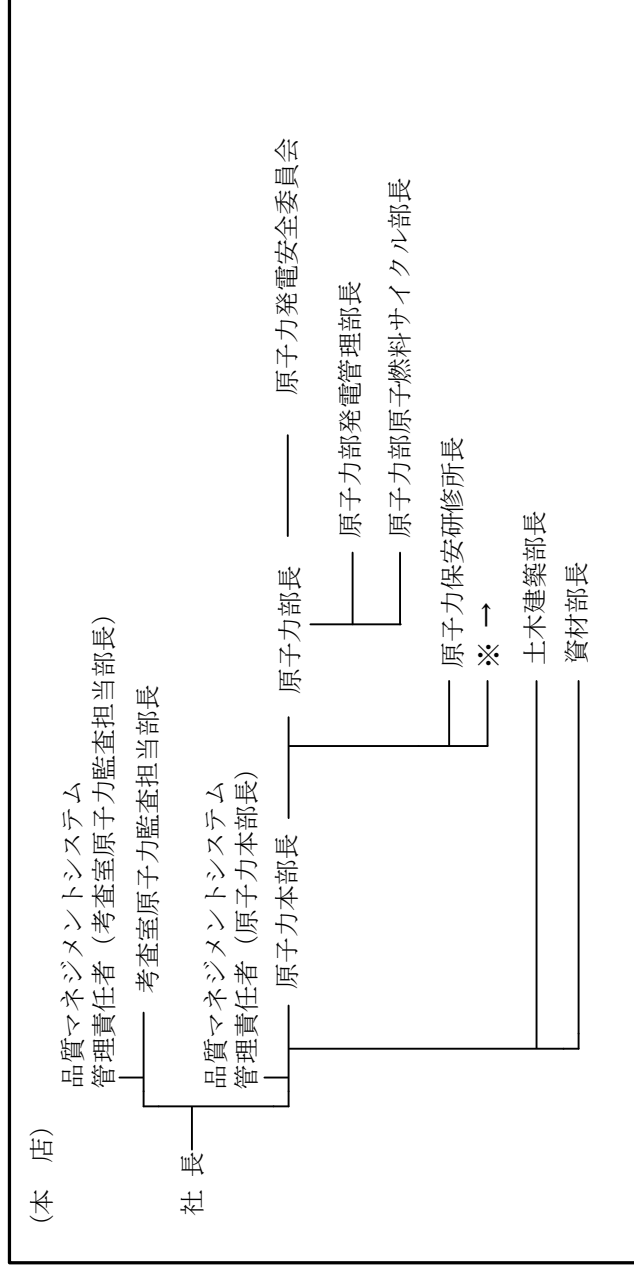 (本　店)
品質マネジメントシステム
管理責任者（考査室原子力監査担当部長）
考査室原子力監査担当部長
社 長
品質マネジメントシステム
管理責任者（原子力本部長）
原子力本部長
原子力部長
原子力発電安全委員会
原子力部発電管理部長
原子力部原子燃料サイクル部長
原子力保安研修所長
※ →
土木建築部長
資材部長